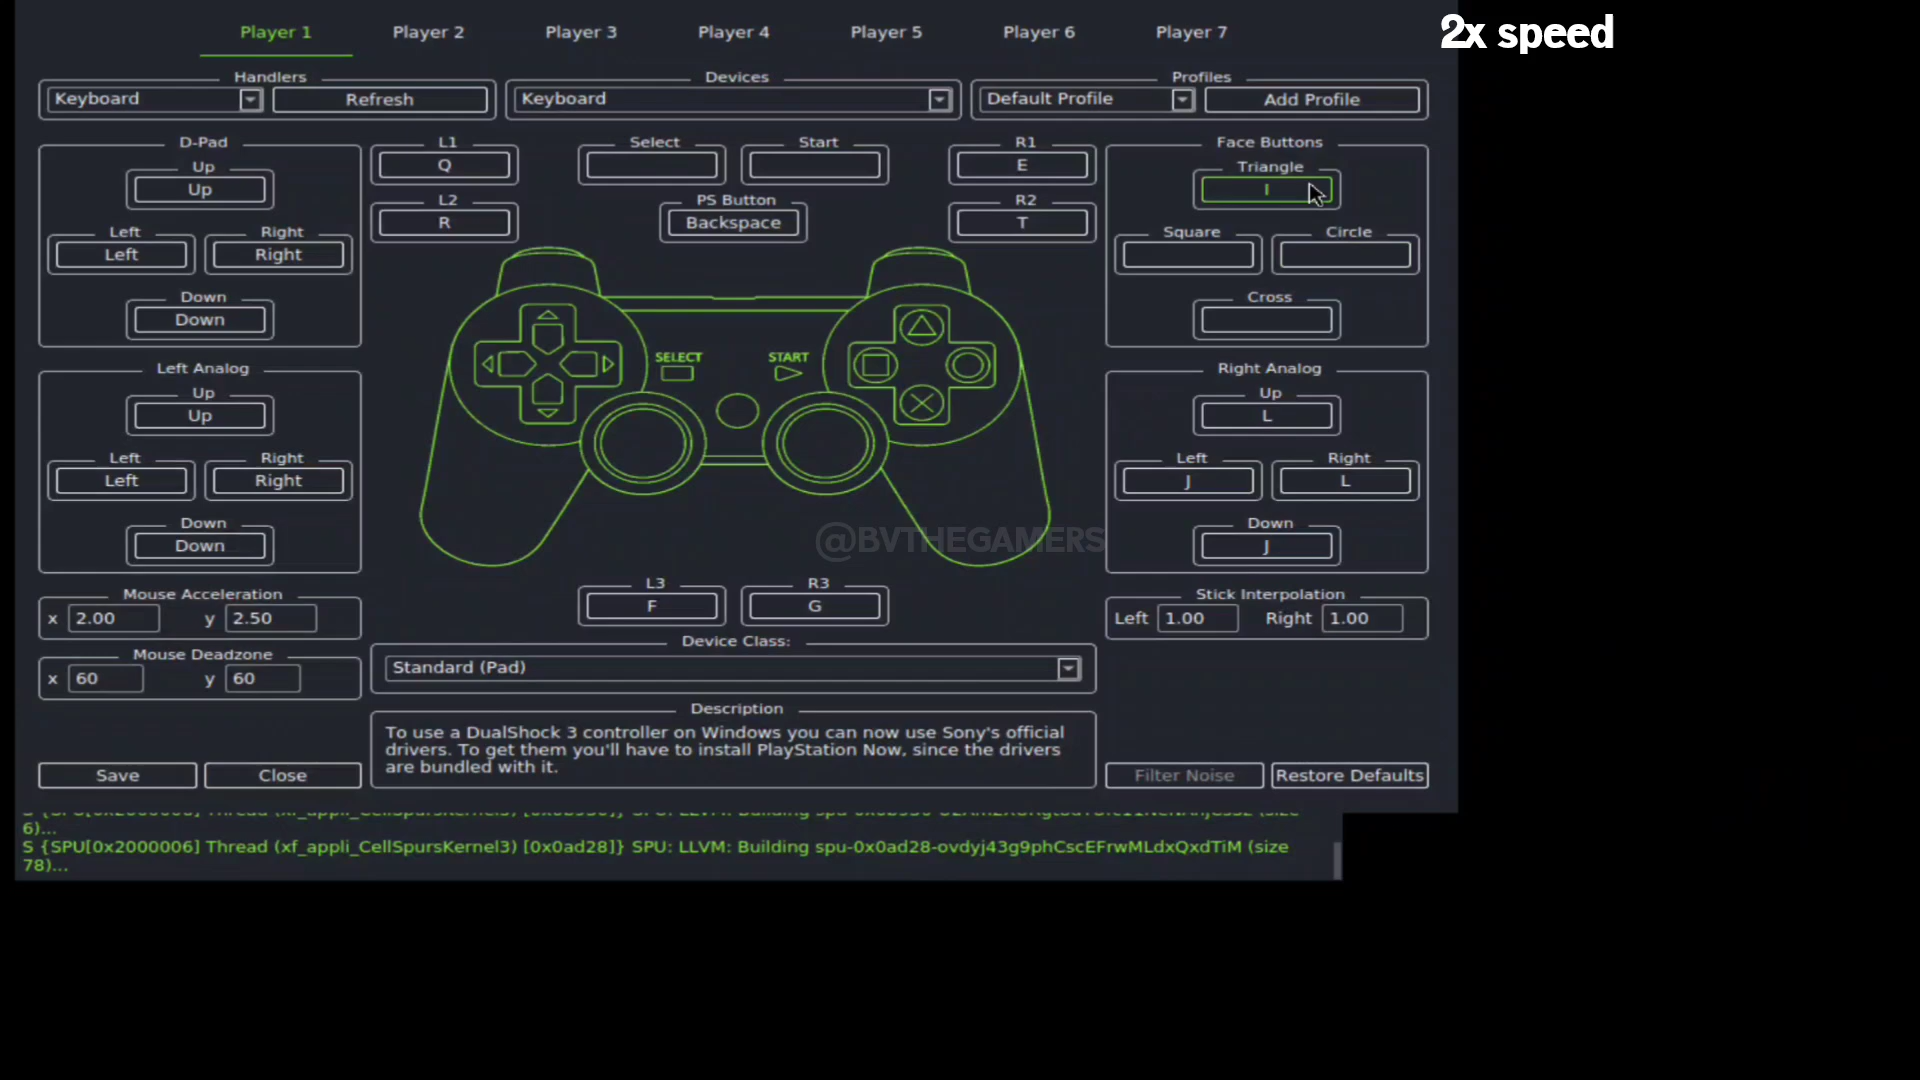 Player 1 Player 2 Player 3 Player 4 Player 5 Player 6 Player 7
2x speed
Handlers Devices Profiles
Keyboard Refresh Keyboard Default Profile Add Profile
D-Pad L1 Select Start R1 Face Buttons
Up Q E Triangle
Up I
L2 PS Button R2
R Backspace T
Left Right Square Circle
Left Right
Down Cross
Down
SELECT START
Left Analog Right Analog
Up Up
Up L
Left Right Left Right
Left Right J L
Down Down
Down J
@BVTHEGAMERS
L3 R3
F G
Mouse Acceleration Stick Interpolation
x 2.00 y 2.50 Left 1.00 Right 1.00
Device Class:
Standard (Pad)
Mouse Deadzone
x 60 y 60
Description
To use a DualShock 3 controller on Windows you can now use Sony's official
drivers. To get them you'll have to install PlayStation Now, since the drivers
are bundled with it.
Save Close Filter Noise Restore Defaults
6)...
S {SPU[0x2000006] Thread (xf_appli_CellSpursKernel3) [0x0ad28]} SPU: LLVM: Building spu-0x0ad28-ovdyj43g9phCscEFrwMLdxQxdTiM (size
78)...